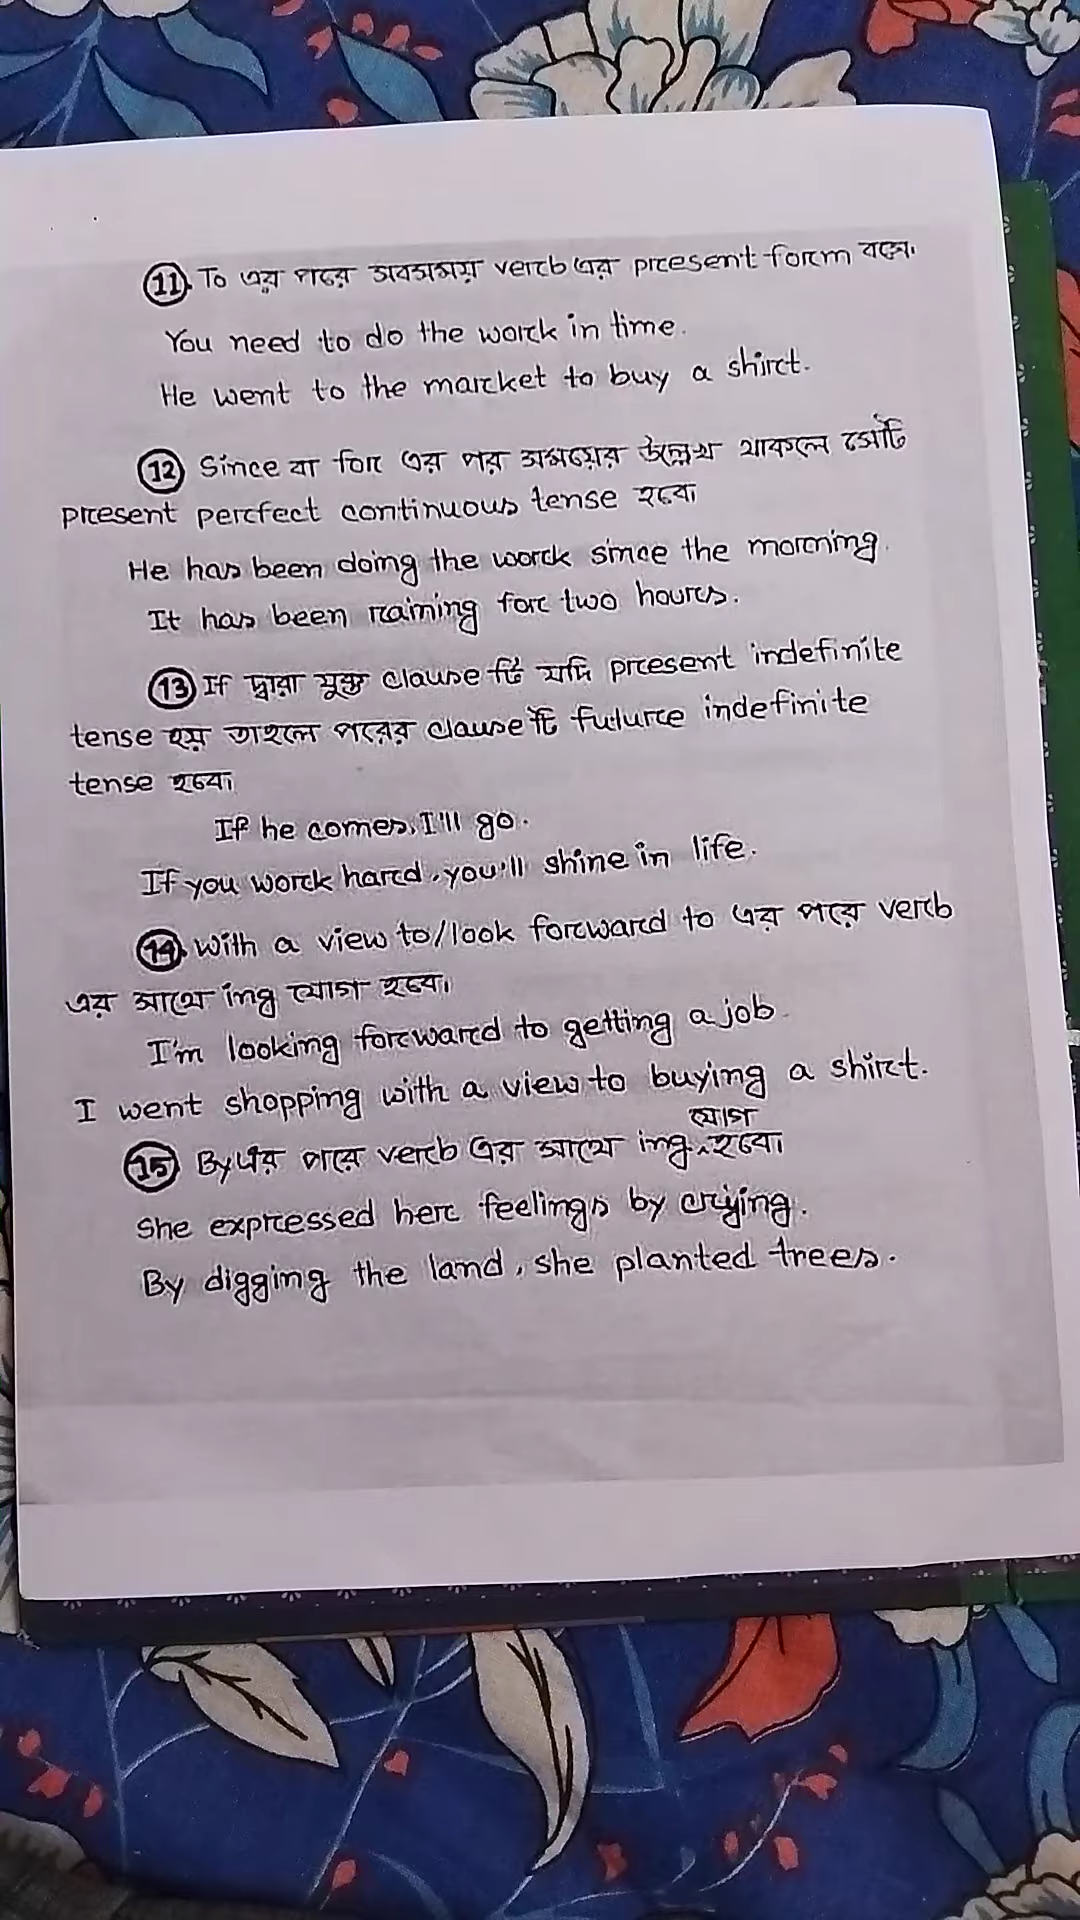 (11). To এর পরে সবসময় verb এর present form বসে।
You need to do the work in time.
He went to the market to buy a shirt.
(12) Since বা for এর পর সময়ের উল্লেখ থাকলে সেটি
present perfect continuous tense হবে।
He has been doing the work since the morning.
It has been raining for two hours.
(13) If দ্বারা যুক্ত clause টি যদি present indefinite
tense হয় তাহলে পরের clause টি future indefinite
tense হবে।
If he comes, I'll go.
If you work hard, you'll shine in life.
(14). With a view to/look forward to এর পরে verb
এর সাথে ing যোগ হবে।
I'm looking forward to getting a job.
I went shopping with a view to buying a shirt.
(15) By এর পরে verb এর সাথে ing যোগ হবে।
She expressed her feelings by crying.
By digging the land, she planted trees.